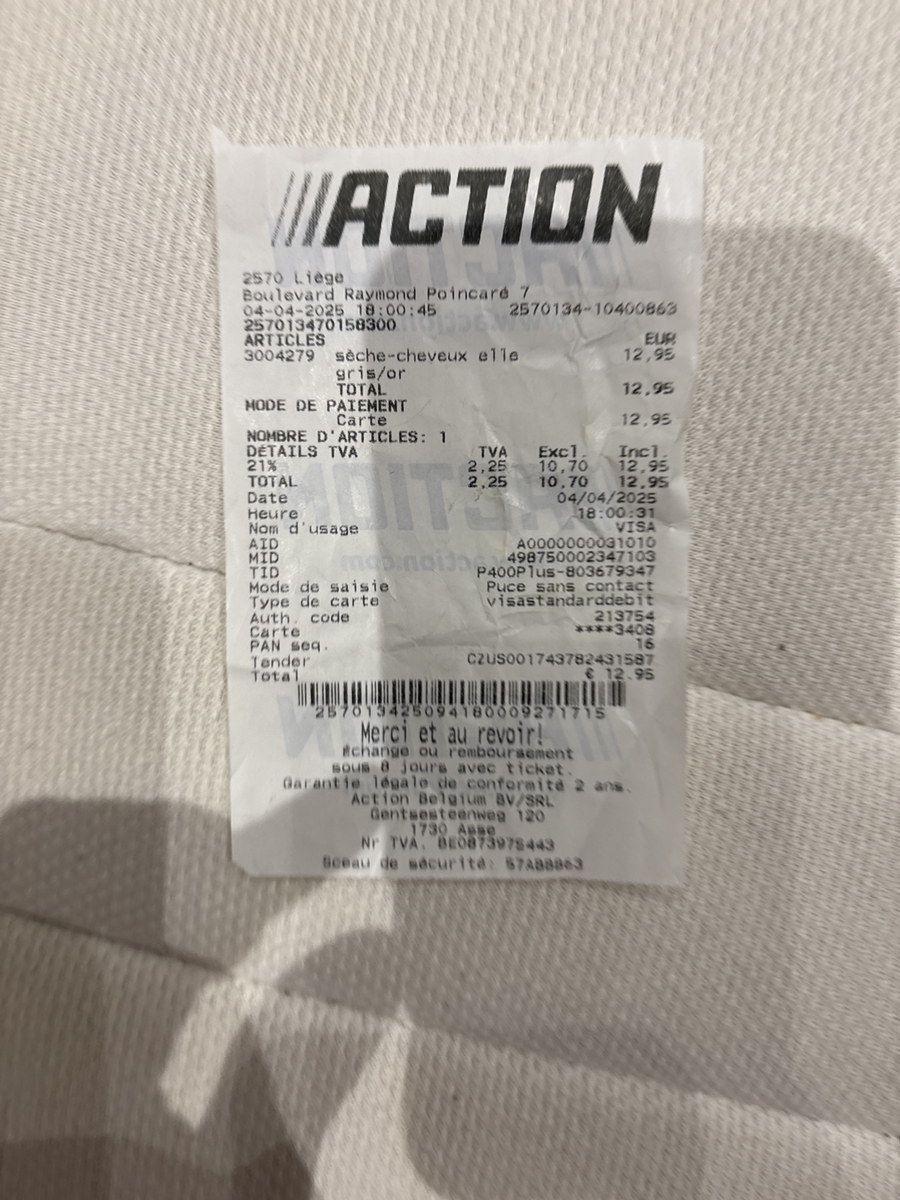 ACTION
2570 Liège
Boulevard Raymond Poincaré 7
04-04-2025 18:00:45 2570134-10400863
257013470158300
ARTICLES EUR
3004279 sèche-cheveux elle 12,95
gris/or
TOTAL 12,95
MODE DE PAIEMENT
Carte 12,95
NOMBRE D'ARTICLES: 1
DÉTAILS TVA TVA Excl. Incl.
21% 2,25 10,70 12,95
TOTAL 2,25 10,70 12,95
Date 04/04/2025
Heure 18:00:31
Nom d'usage VISA
AID A0000000031010
MID 498750002347103
TID P400Plus-803679347
Mode de saisie Puce sans contact
Type de carte visastandarddebit
Auth. code 213754
Carte ****3408
PAN seq. 16
Tender CZUS001743782431587
Total € 12.95
257013425094180009271715
Merci et au revoir!
Échange ou remboursement
sous 8 jours avec ticket.
Garantie légale de conformité 2 ans.
Action Belgium BV/SRL
Gentsesteenweg 120
1730 Asse
Nr TVA. BE0873975443
Sceau de sécurité: 57ABB863